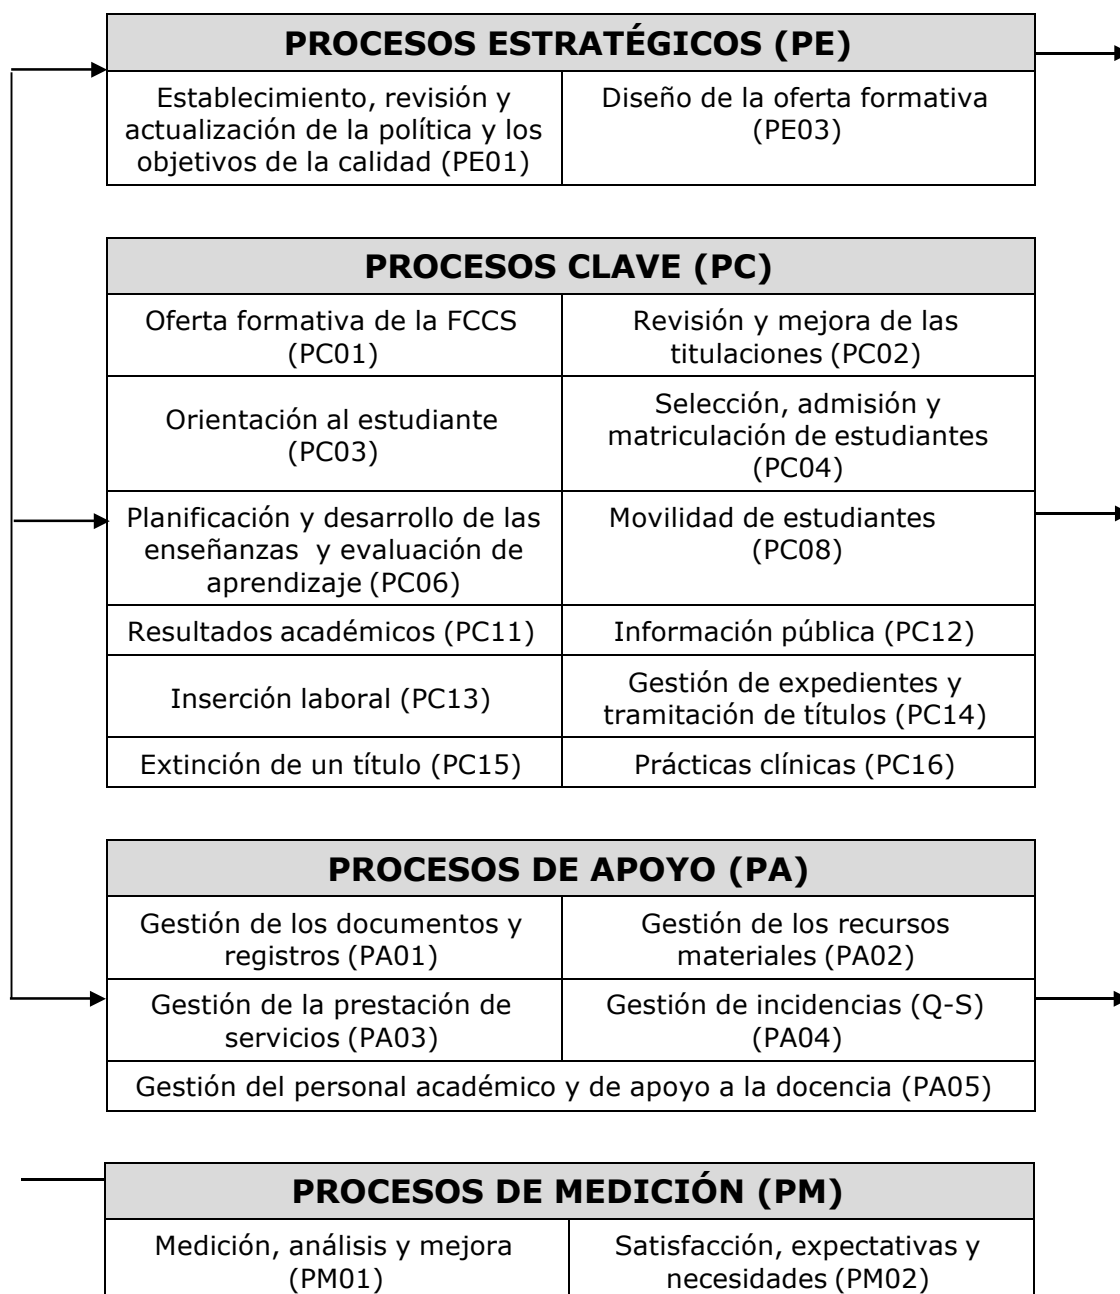 PROCESOS ESTRATÉGICOS (PE)
Establecimiento, revisión y
actualización de la política y los
objetivos de la calidad (PE01)
Diseño de la oferta formativa
(PE03)
PROCESOS CLAVE (PC)
Oferta formativa de la FCCS
(PC01)
Revisión y mejora de las
titulaciones (PC02)
Orientación al estudiante
(PC03)
Selección, admisión y
matriculación de estudiantes
(PC04)
Planificación y desarrollo de las
enseñanzas y evaluación de
aprendizaje (PC06)
Movilidad de estudiantes
(PC08)
Resultados académicos (PC11)
Información pública (PC12)
Inserción laboral (PC13)
Gestión de expedientes y
tramitación de títulos (PC14)
Extinción de un título (PC15)
Prácticas clínicas (PC16)
PROCESOS DE APOYO (PA)
Gestión de los documentos y
registros (PA01)
Gestión de los recursos
materiales (PA02)
Gestión de la prestación de
servicios (PA03)
Gestión de incidencias (Q-S)
(PA04)
Gestión del personal académico y de apoyo a la docencia (PA05)
PROCESOS DE MEDICIÓN (PM)
Medición, análisis y mejora
(PM01)
Satisfacción, expectativas y
necesidades (PM02)